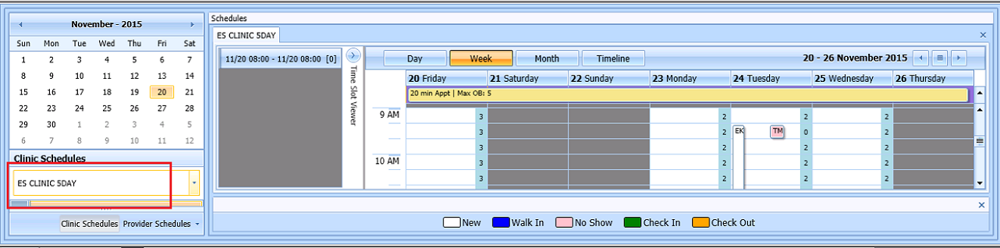 November - 2015
Sun Mon Tue Wed Thu Fri Sat
1 2 3 4 5 6 7
8 9 10 11 12 13 14
15 16 17 18 19 20 21
22 23 24 25 26 27 28
29 30 1 2 3 4 5
6 7 8 9 10 11 12
Clinic Schedules
ES CLINIC 5DAY
Clinic Schedules Provider Schedules
Schedules
ES CLINIC 5DAY
11/20 08:00 - 11/20 08:00 [0]
Time Slot Viewer
Day Week Month Timeline 20 - 26 November 2015
20 Friday 21 Saturday 22 Sunday 23 Monday 24 Tuesday 25 Wednesday 26 Thursday
20 min Appt | Max OB: 5
9 AM 3 2 2 2
3 2 EK TM 0 2
3 2 2 2
10 AM 3 2 2 2
3 2 2 2
New Walk In No Show Check In Check Out